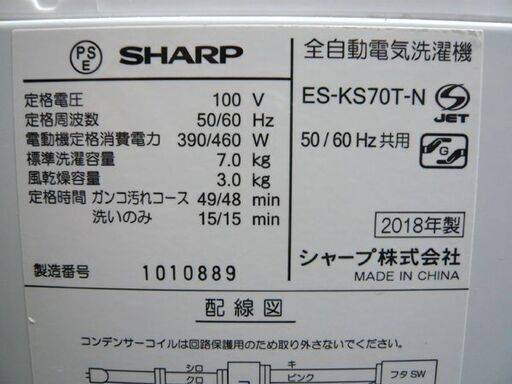 PSE SHARP 全自動電気洗濯機
ES-KS70T-N JET
定格電圧 100 V
定格周波数 50/60 Hz
電動機定格消費電力 390/460 W
標準洗濯容量 7.0 kg
風乾燥容量 3.0 kg
定格時間 ガンコ汚れコース 49/48 min
洗いのみ 15/15 min
製造番号 1010889
50/60 Hz 共用
G
2018年製
シャープ株式会社
MADE IN CHINA
配線図
コンデンサーコイルは回路保護用のため取り外さないでください。
シロ
クロ
キ
ピンク
フタSW